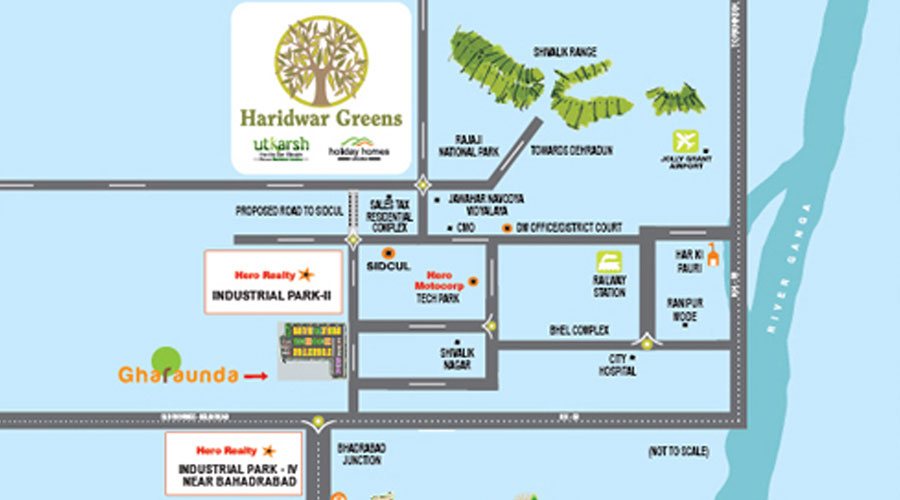 Haridwar Greens
utkarsh
holiday homes
SHIVALIK RANGE
RAJAJI
NATIONAL PARK
TOWARDS DEHRADUN
JOLLY GRANT
AIRPORT
RIVER GANGA
PROPOSED ROAD TO SIDCUL
SALES TAX
RESIDENTIAL
COMPLEX
JAWAHAR NAVODYA
VIDYALAYA
CMO
DM OFFICE/DISTRICT COURT
SIDCUL
Hero
Motocorp
TECH PARK
RAILWAY
STATION
HAR KI
PAURI
RANIPUR
MODE
Hero Realty
INDUSTRIAL PARK-II
BHEL COMPLEX
SHIVALIK
NAGAR
CITY
HOSPITAL
Gharaunda
Hero Realty
INDUSTRIAL PARK - IV
NEAR BAHADRABAD
BHADRABAD
JUNCTION
(NOT TO SCALE)